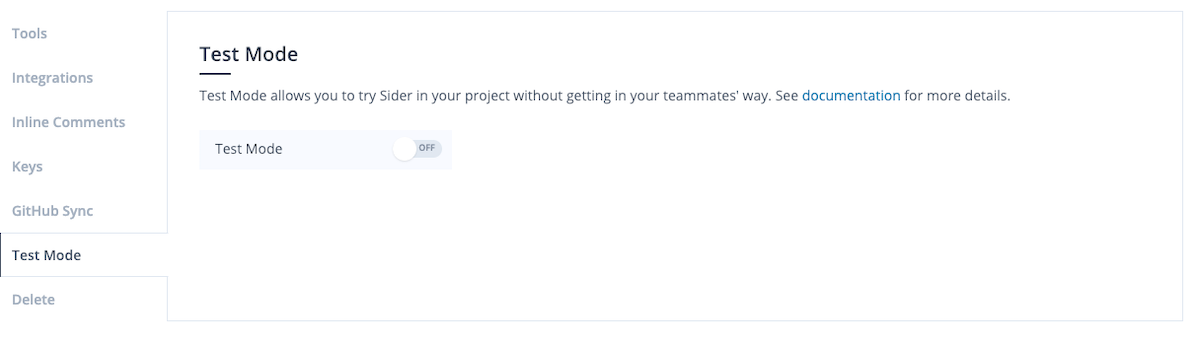 Tools
Integrations
Inline Comments
Keys
GitHub Sync
Test Mode
Delete
Test Mode
Test Mode allows you to try Sider in your project without getting in your teammates' way. See documentation for more details.
Test Mode OFF